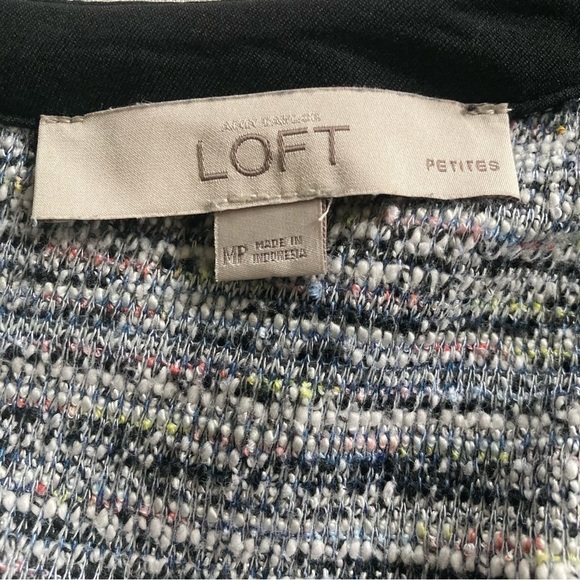 ANN TAYLOR
LOFT
PETITES
MP
MADE IN
INDONESIA